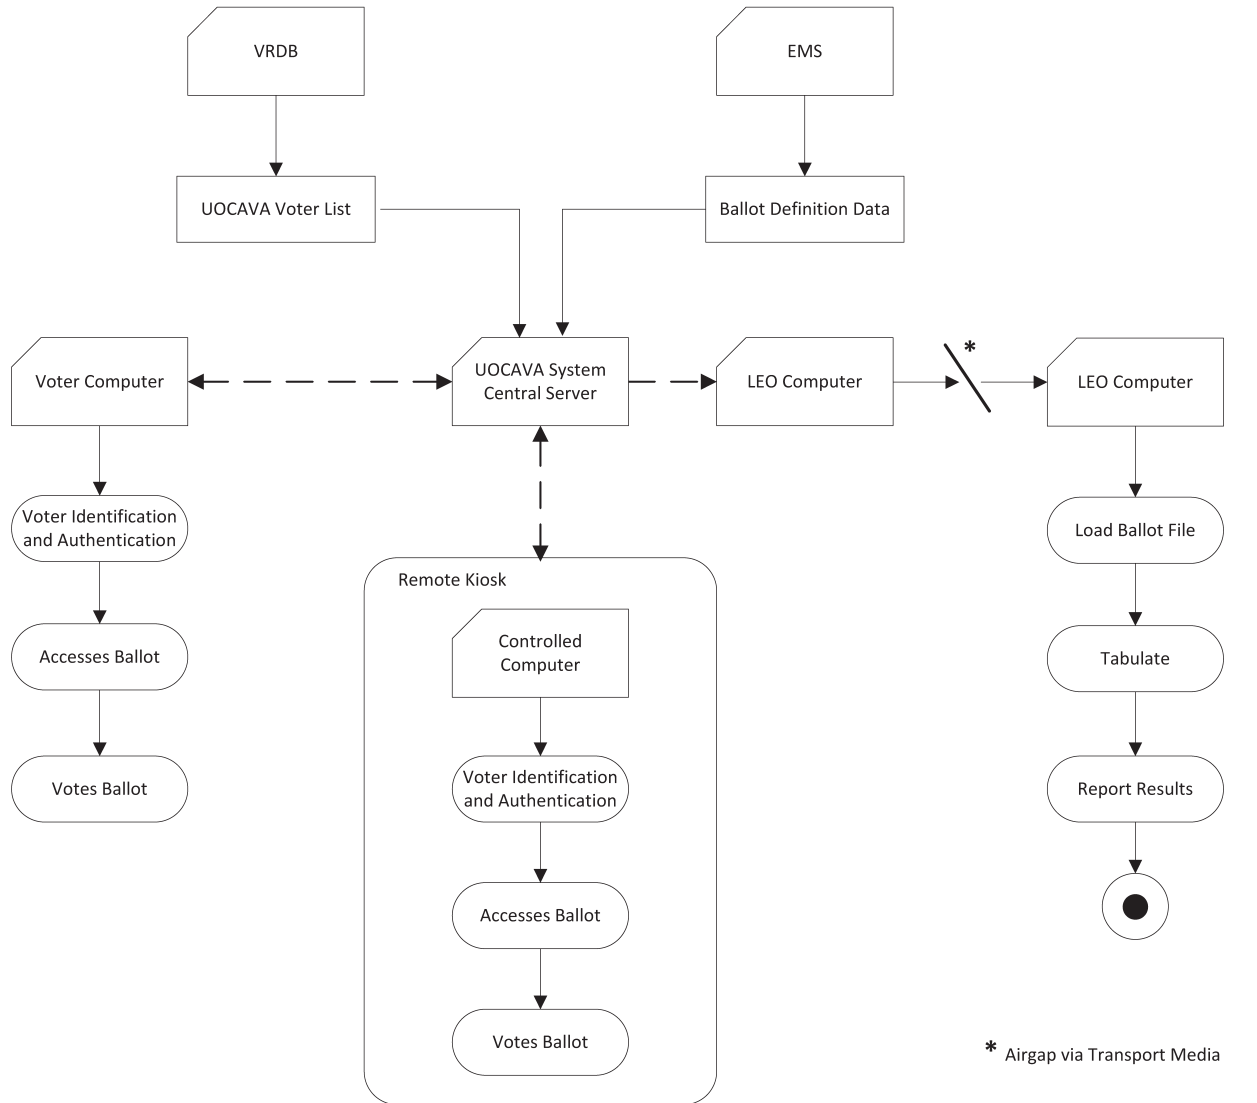 VRDB
EMS
UOCAVA Voter List
Ballot Definition Data
Voter Computer
UOCAVA System
Central Server
LEO Computer
*
LEO Computer
Voter Identification
and Authentication
Accesses Ballot
Votes Ballot
Remote Kiosk
Controlled
Computer
Voter Identification
and Authentication
Accesses Ballot
Votes Ballot
Load Ballot File
Tabulate
Report Results
* Airgap via Transport Media